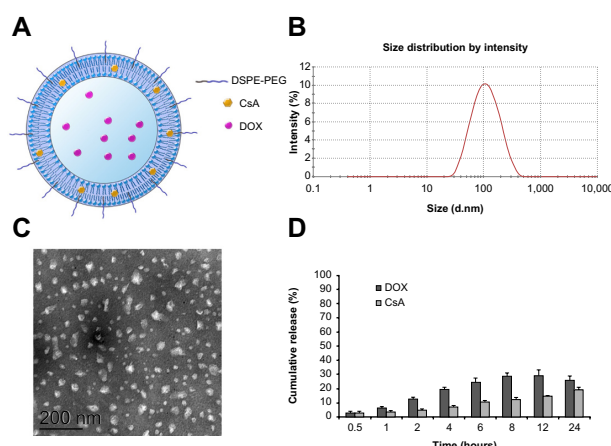 A
DSPE-PEG
CsA
DOX
B
Size distribution by intensity
Intensity (%)
12
10
8
6
4
2
0
0.1 1 10 100 1,000 10,000
Size (d.nm)
C
200 nm
D
Cumulative release (%)
100
90
80
70
60
50
40
30
20
10
0
DOX
CsA
0.5 1 2 4 6 8 12 24
Time (hours)